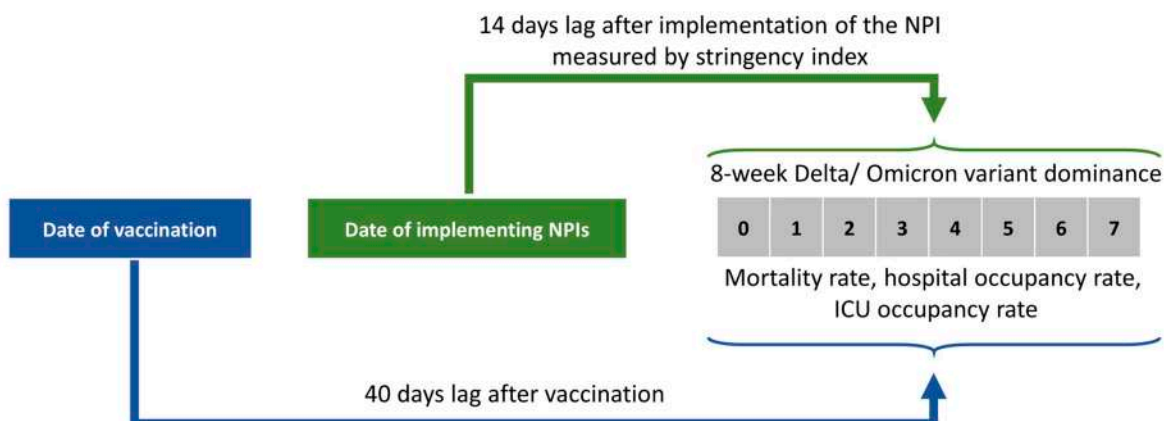 14 days lag after implementation of the NPI
measured by stringency index
8-week Delta/ Omicron variant dominance
Date of vaccination
Date of implementing NPIs
0 1 2 3 4 5 6 7
Mortality rate, hospital occupancy rate,
ICU occupancy rate
40 days lag after vaccination